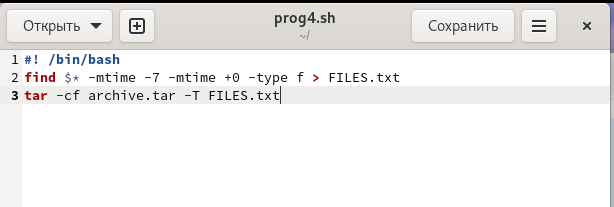 Открыть
prog4.sh
~/
Сохранить
1 #! /bin/bash
2 find $* -mtime -7 -mtime +0 -type f > FILES.txt
3 tar -cf archive.tar -T FILES.txt